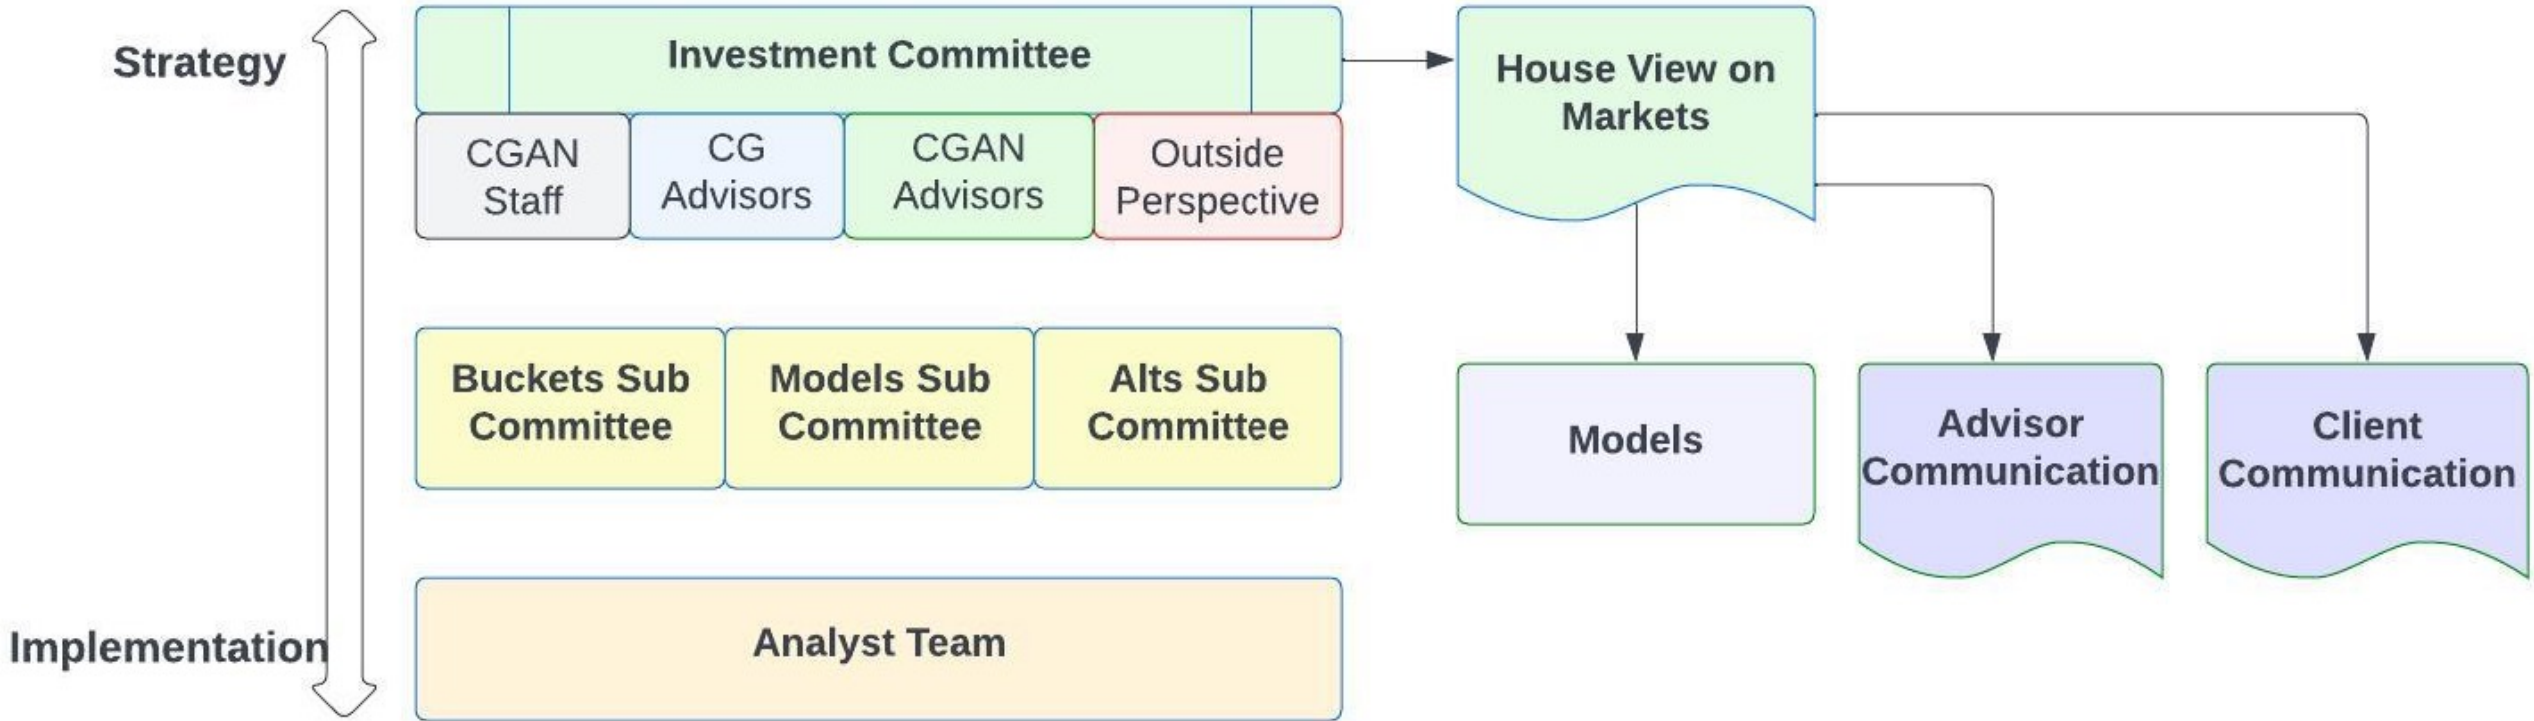 Strategy
Investment Committee
CGAN
Staff
CG
Advisors
CGAN
Advisors
Outside
Perspective
House View on
Markets
Buckets Sub
Committee
Models Sub
Committee
Alts Sub
Committee
Models
Advisor
Communication
Client
Communication
Implementation
Analyst Team